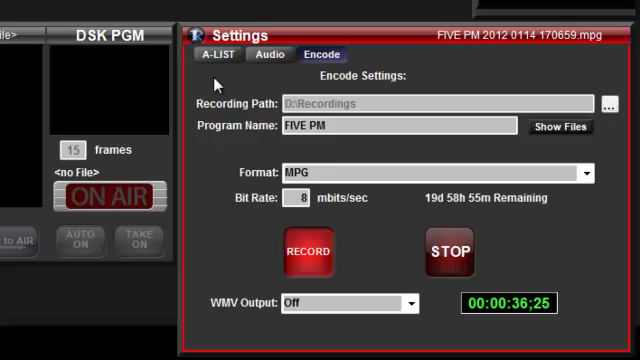 ile>
DSK PGM
Settings
FIVE PM 2012 0114 170659.mpg
A-LIST
Audio
Encode
Encode Settings:
Recording Path: D:\Recordings ...
Program Name: FIVE PM
Show Files
15 frames
<no File>
ON AIR
Format: MPG
Bit Rate: 8 mbits/sec
19d 58h 55m Remaining
to AIR
AUTO
ON
TAKE
ON
RECORD
STOP
WMV Output: Off
00:00:36;25